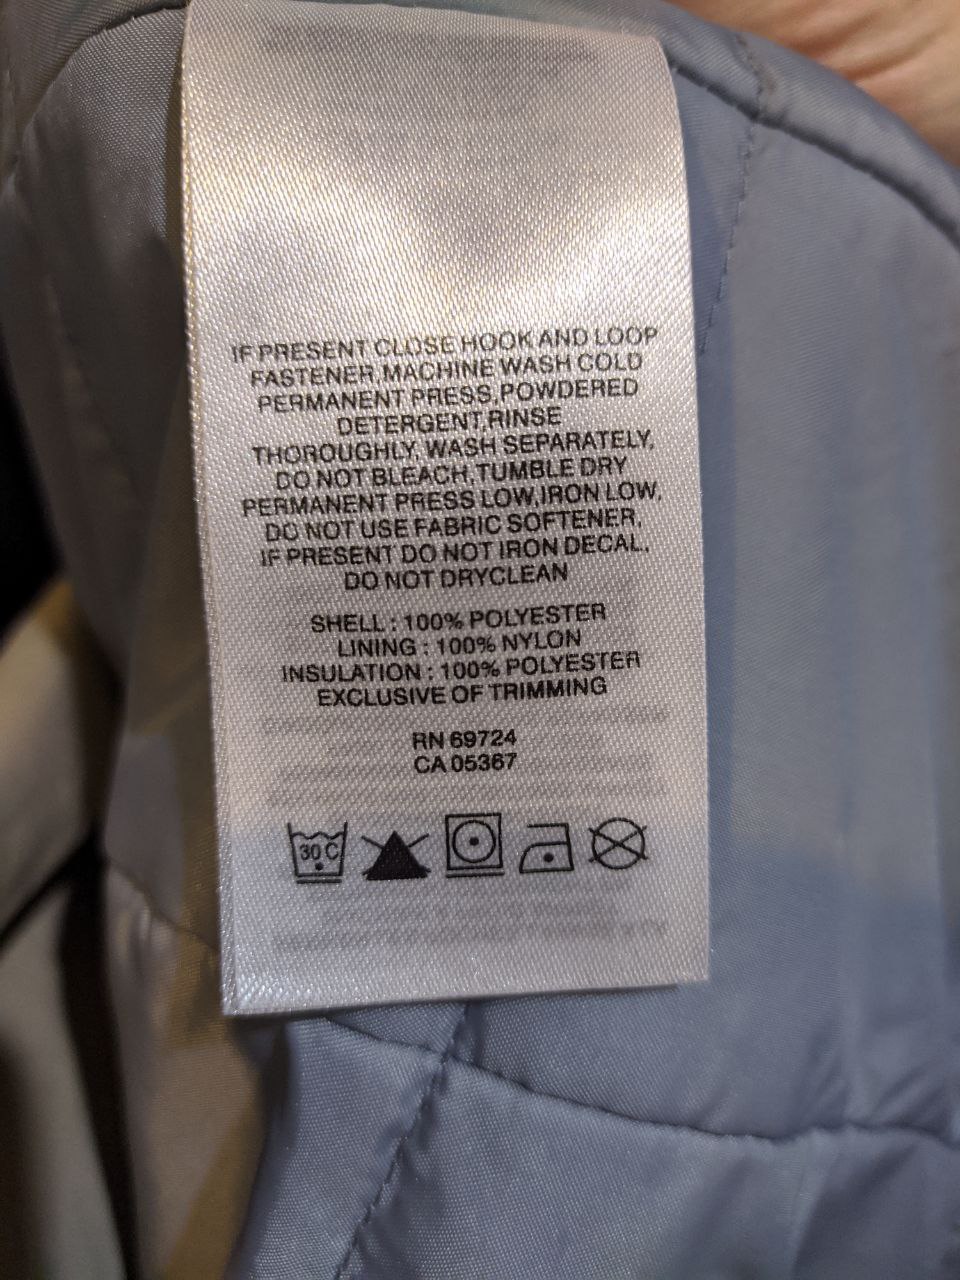 IF PRESENT CLOSE HOOK AND LOOP
FASTENER,MACHINE WASH COLD
PERMANENT PRESS,POWDERED
DETERGENT,RINSE
THOROUGHLY, WASH SEPARATELY,
DO NOT BLEACH,TUMBLE DRY
PERMANENT PRESS LOW,IRON LOW,
DO NOT USE FABRIC SOFTENER,
IF PRESENT DO NOT IRON DECAL,
DO NOT DRYCLEAN
SHELL : 100% POLYESTER
LINING : 100% NYLON
INSULATION : 100% POLYESTER
EXCLUSIVE OF TRIMMING
RN 69724
CA 05367
30 C